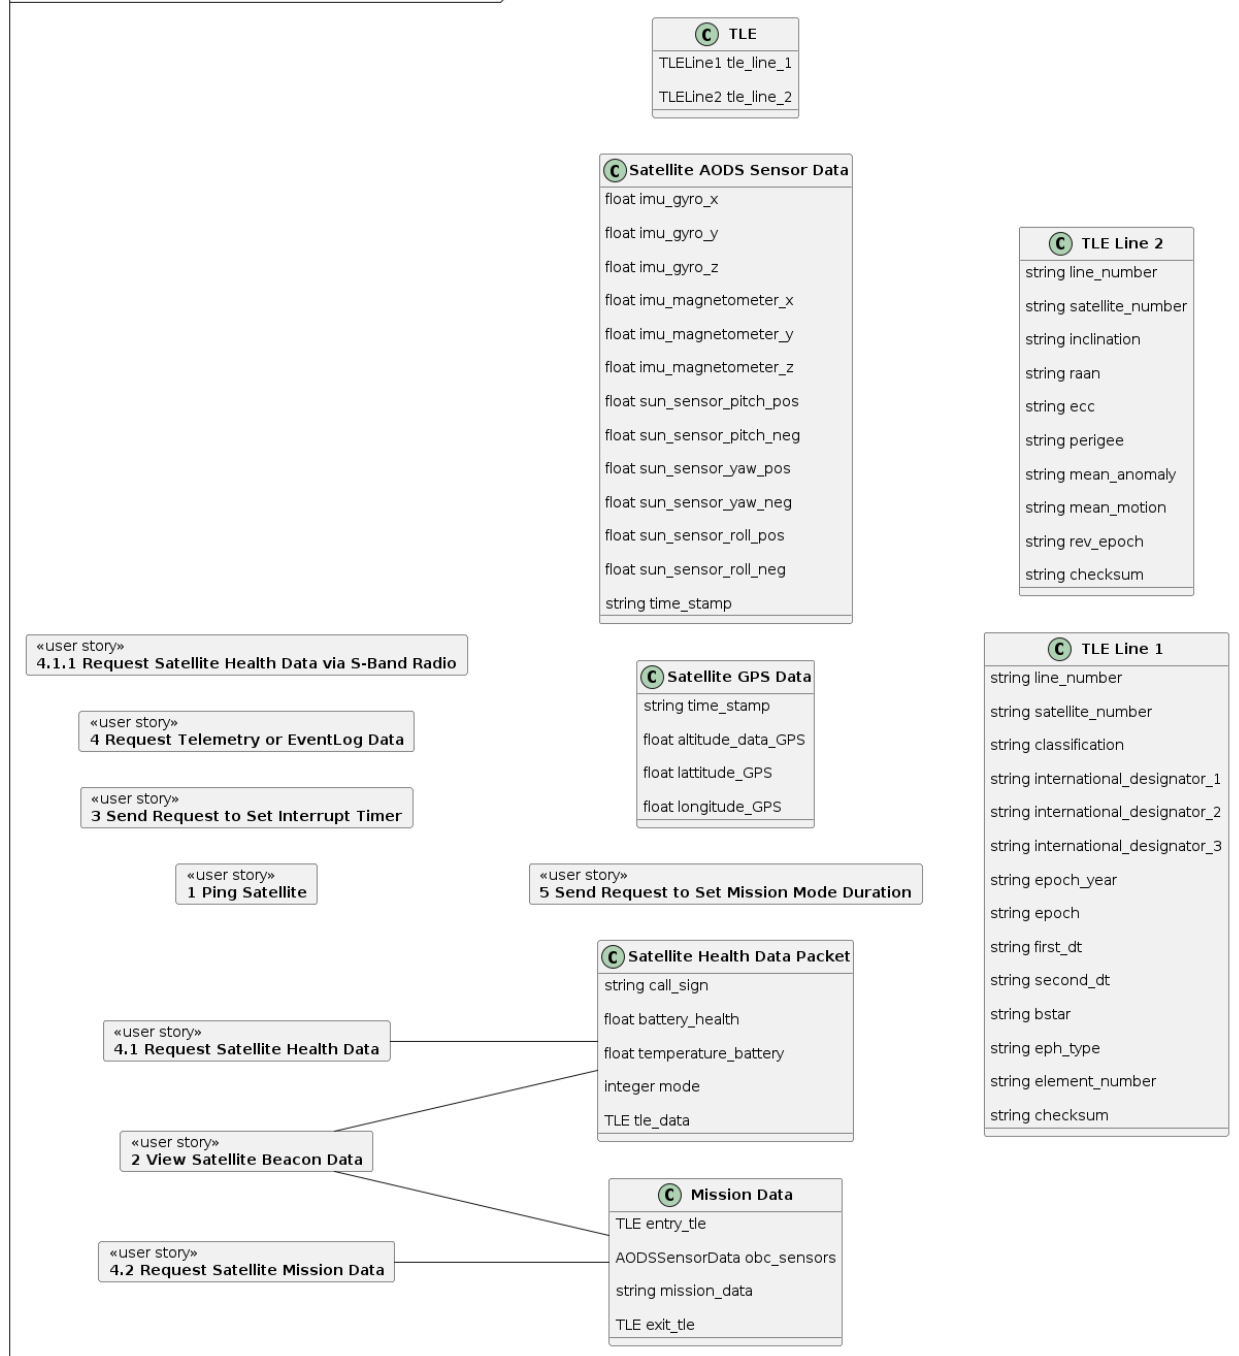 C TLE
TLELine1 tle_line_1
TLELine2 tle_line_2
C Satellite AODS Sensor Data
float imu_gyro_x
float imu_gyro_y
float imu_gyro_z
float imu_magnetometer_x
float imu_magnetometer_y
float imu_magnetometer_z
float sun_sensor_pitch_pos
float sun_sensor_pitch_neg
float sun_sensor_yaw_pos
float sun_sensor_yaw_neg
float sun_sensor_roll_pos
float sun_sensor_roll_neg
string time_stamp
C TLE Line 2
string line_number
string satellite_number
string inclination
string raan
string ecc
string perigee
string mean_anomaly
string mean_motion
string rev_epoch
string checksum
«user story»
4.1.1 Request Satellite Health Data via S-Band Radio
«user story»
4 Request Telemetry or EventLog Data
«user story»
3 Send Request to Set Interrupt Timer
«user story»
1 Ping Satellite
C Satellite GPS Data
string time_stamp
float altitude_data_GPS
float lattitude_GPS
float longitude_GPS
«user story»
5 Send Request to Set Mission Mode Duration
C TLE Line 1
string line_number
string satellite_number
string classification
string international_designator_1
string international_designator_2
string international_designator_3
string epoch_year
string epoch
string first_dt
string second_dt
string bstar
string eph_type
string element_number
string checksum
«user story»
4.1 Request Satellite Health Data
«user story»
2 View Satellite Beacon Data
«user story»
4.2 Request Satellite Mission Data
C Satellite Health Data Packet
string call_sign
float battery_health
float temperature_battery
integer mode
TLE tle_data
C Mission Data
TLE entry_tle
AODSSensorData obc_sensors
string mission_data
TLE exit_tle